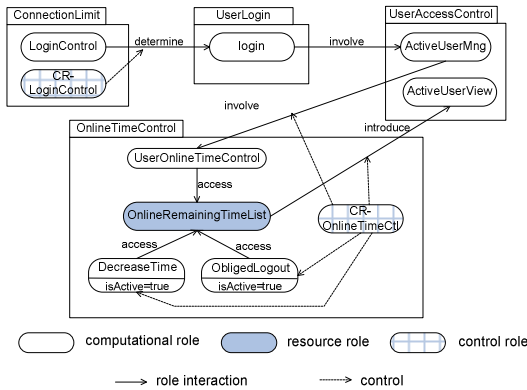 ConnectionLimit
UserLogin
UserAccessControl
LoginControl
determine
login
involve
ActiveUserMng
CR-
LoginControl
ActiveUserView
involve
introduce
OnlineTimeControl
UserOnlineTimeControl
access
OnlineRemainingTimeList
CR-
OnlineTimeCtl
access
access
DecreaseTime
isActive=true
ObligedLogout
isActive=true
computational role
resource role
control role
role interaction
control